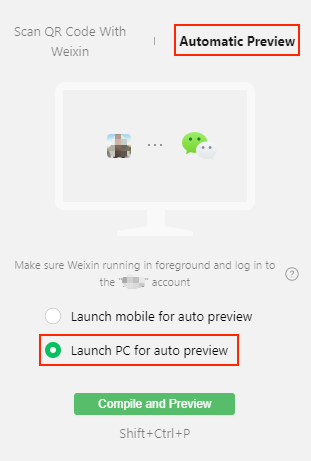 Scan QR Code With
Weixin
Automatic Preview
Make sure Weixin running in foreground and log in to
the "" account
?
Launch mobile for auto preview
Launch PC for auto preview
Compile and Preview
Shift+Ctrl+P